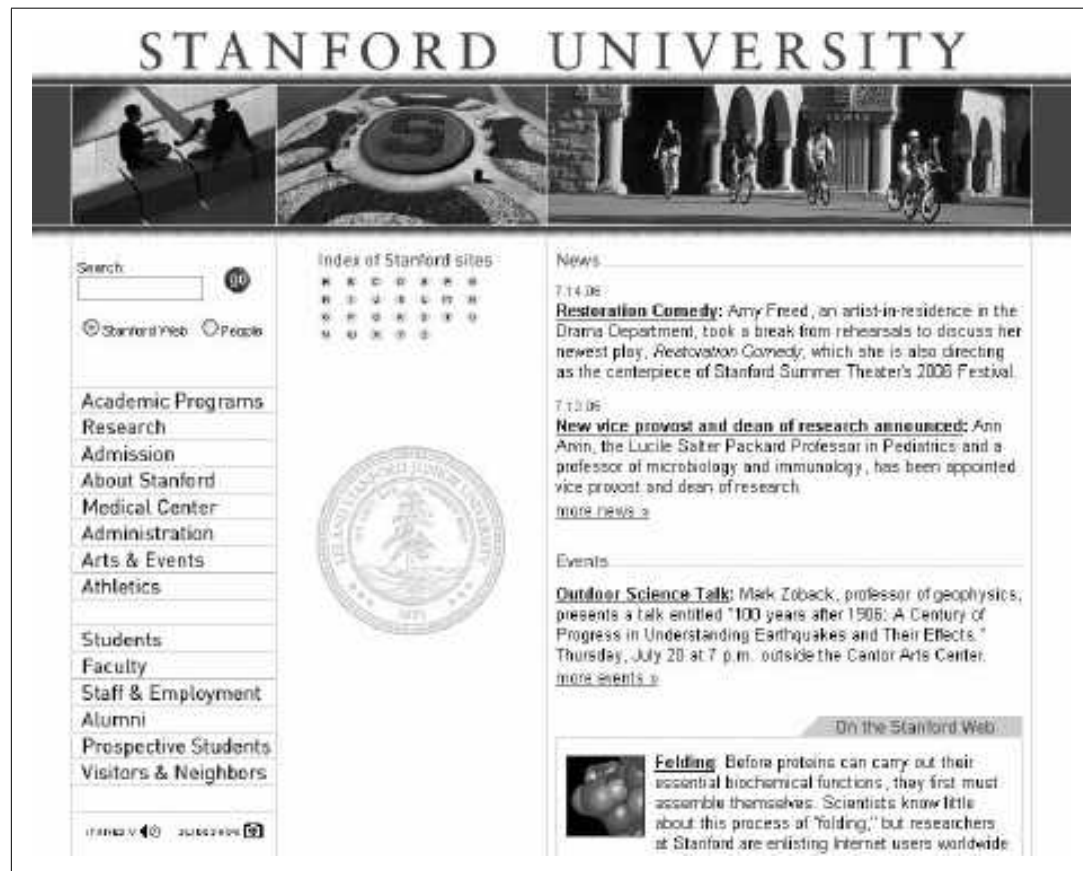 STANFORD UNIVERSITY
Search:
go
Stanford Web People
Academic Programs
Research
Admission
About Stanford
Medical Center
Administration
Arts & Events
Athletics
Students
Faculty
Staff & Employment
Alumni
Prospective Students
Visitors & Neighbors
Index of Stanford sites
LELAND STANFORD JUNIOR UNIVERSITY
News
7.14.06
Restoration Comedy: Amy Freed, an artist-in-residence in the
Drama Department, took a break from rehearsals to discuss her
newest play, Restoration Comedy, which she is also directing
as the centerpiece of Stanford Summer Theater's 2006 Festival.
7.13.06
New vice provost and dean of research announced: Ann
Arvin, the Lucile Salter Packard Professor in Pediatrics and a
professor of microbiology and immunology, has been appointed
vice provost and dean of research
more news »
Events
Outdoor Science Talk: Mark Zoback, professor of geophysics,
presents a talk entitled "100 years after 1906: A Century of
Progress in Understanding Earthquakes and Their Effects."
Thursday, July 20 at 7 p.m. outside the Cantor Arts Center.
more events »
On the Stanford Web
Folding: Before proteins can carry out their
essential biochemical functions, they first must
assemble themselves. Scientists know little
about this process of "folding," but researchers
at Stanford are enlisting Internet users worldwide